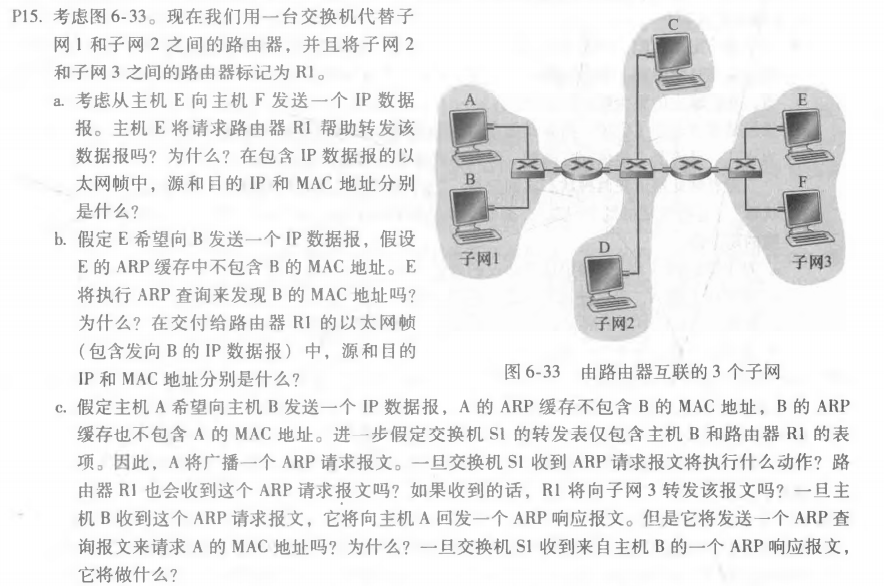 P15. 考虑图 6-33。现在我们用一台交换机代替子
网 1 和子网 2 之间的路由器，并且将子网 2
和子网 3 之间的路由器标记为 R1。
a. 考虑从主机 E 向主机 F 发送一个 IP 数据
报。主机 E 将请求路由器 R1 帮助转发该
数据报吗？为什么？在包含 IP 数据报的以
太网帧中，源和目的 IP 和 MAC 地址分别
是什么？
b. 假定 E 希望向 B 发送一个 IP 数据报，假设
E 的 ARP 缓存中不包含 B 的 MAC 地址。E
将执行 ARP 查询来发现 B 的 MAC 地址吗？
为什么？在交付给路由器 R1 的以太网帧
（包含发向 B 的 IP 数据报）中，源和目的
IP 和 MAC 地址分别是什么？
C
A
E
B
F
D
子网1
子网3
子网2
图 6-33 由路由器互联的 3 个子网
c. 假定主机 A 希望向主机 B 发送一个 IP 数据报，A 的 ARP 缓存不包含 B 的 MAC 地址，B 的 ARP
缓存也不包含 A 的 MAC 地址。进一步假定交换机 S1 的转发表仅包含主机 B 和路由器 R1 的表
项。因此，A 将广播一个 ARP 请求报文。一旦交换机 S1 收到 ARP 请求报文将执行什么动作？路
由器 R1 也会收到这个 ARP 请求报文吗？如果收到的话，R1 将向子网 3 转发该报文吗？一旦主
机 B 收到这个 ARP 请求报文，它将向主机 A 回发一个 ARP 响应报文。但是它将发送一个 ARP 查
询报文来请求 A 的 MAC 地址吗？为什么？一旦交换机 S1 收到来自主机 B 的一个 ARP 响应报文，
它将做什么？